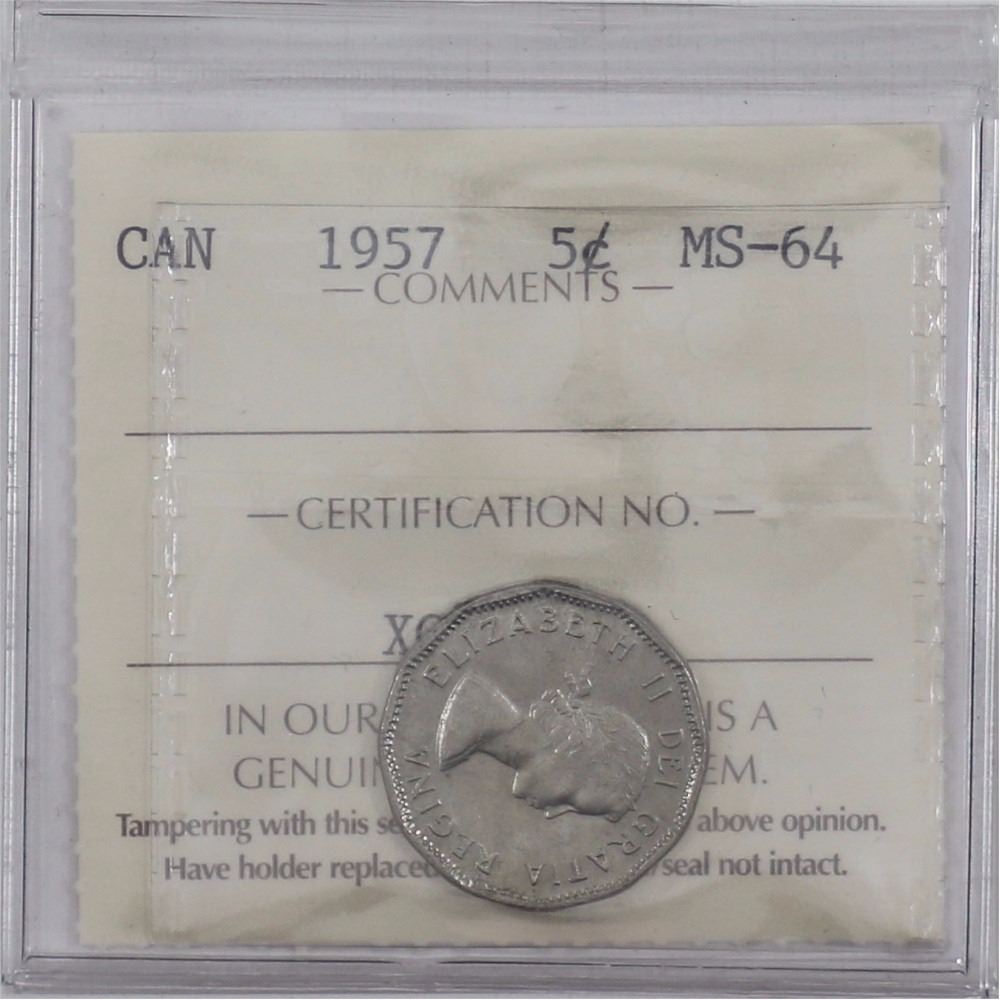 CAN 1957 5¢ MS-64
— COMMENTS —
— CERTIFICATION NO. —
IN OUR IS A
GENUIN EM.
Tampering with this se above opinion.
Have holder replaced /seal not intact.
ELIZABETH II DEI GRATIA REGINA